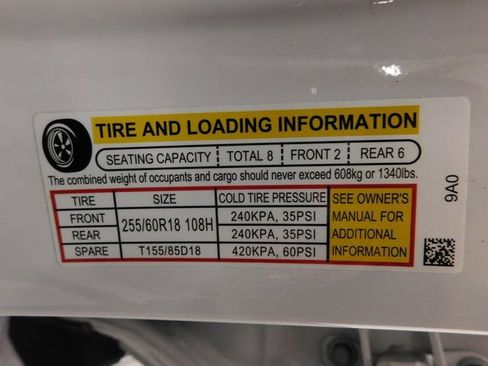 TIRE AND LOADING INFORMATION
SEATING CAPACITY TOTAL 8 FRONT 2 REAR 6
The combined weight of occupants and cargo should never exceed 608kg or 1340lbs.
TIRE SIZE COLD TIRE PRESSURE SEE OWNER'S
FRONT 255/60R18 108H 240KPA, 35PSI MANUAL FOR
REAR 240KPA, 35PSI ADDITIONAL
SPARE T155/85D18 420KPA, 60PSI INFORMATION
9A0